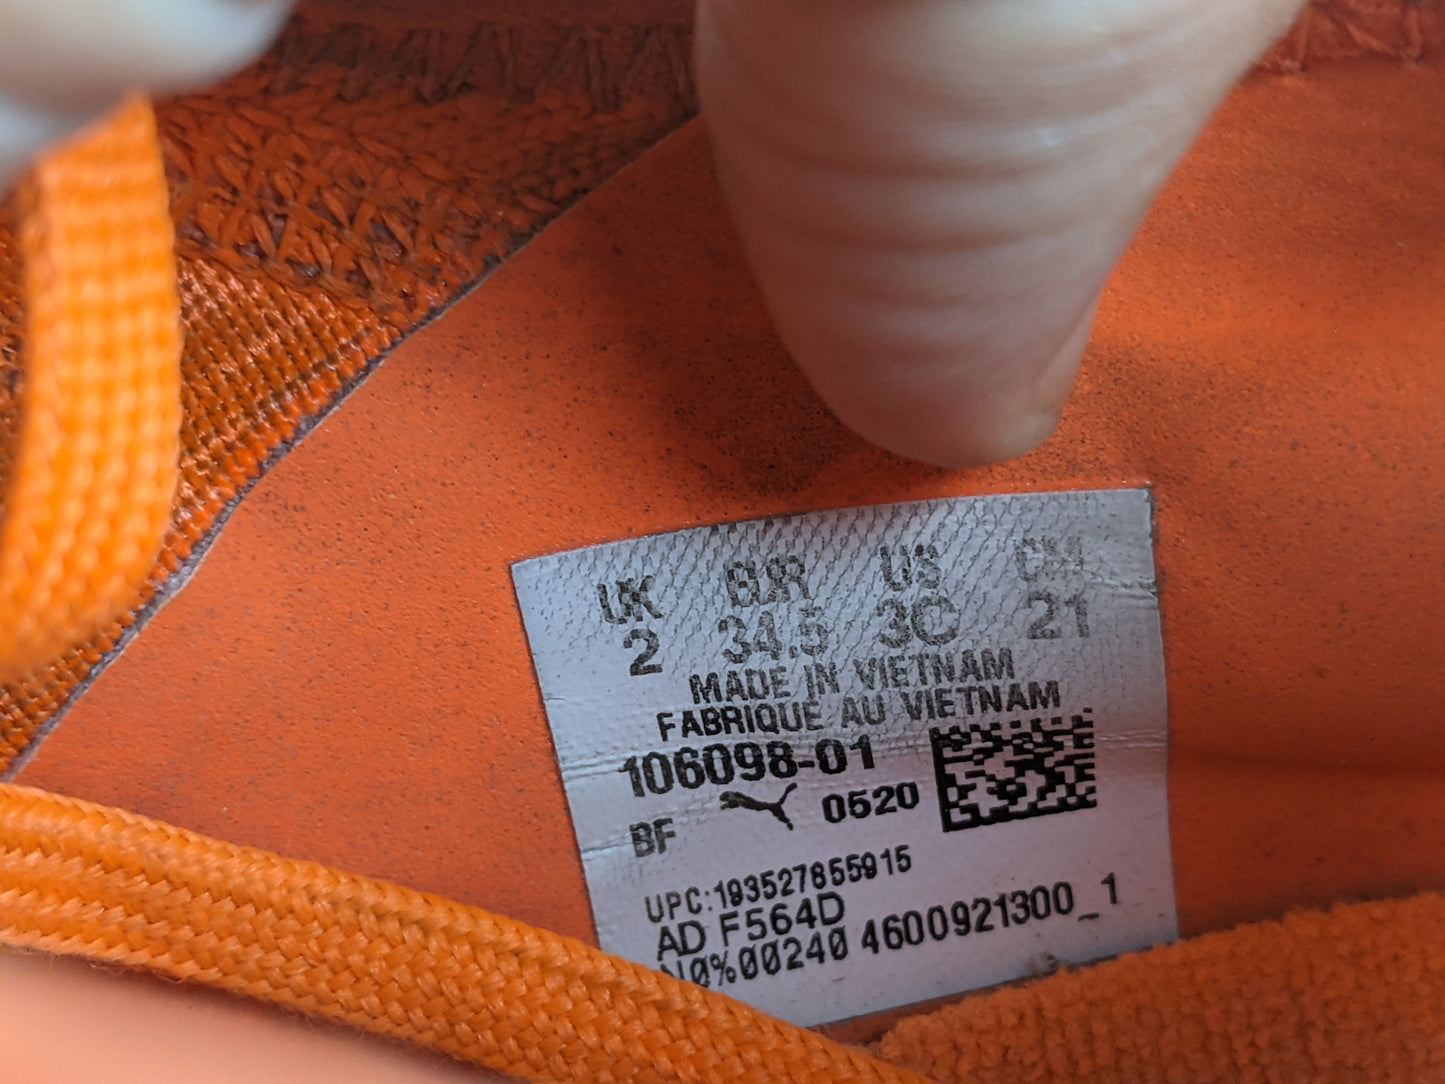 UK EUR US CM
2 34.5 3C 21
MADE IN VIETNAM
FABRIQUE AU VIETNAM
106098-01
BF 0520
UPC:193527855915
AD F564D
N0%00240 4600921300_1